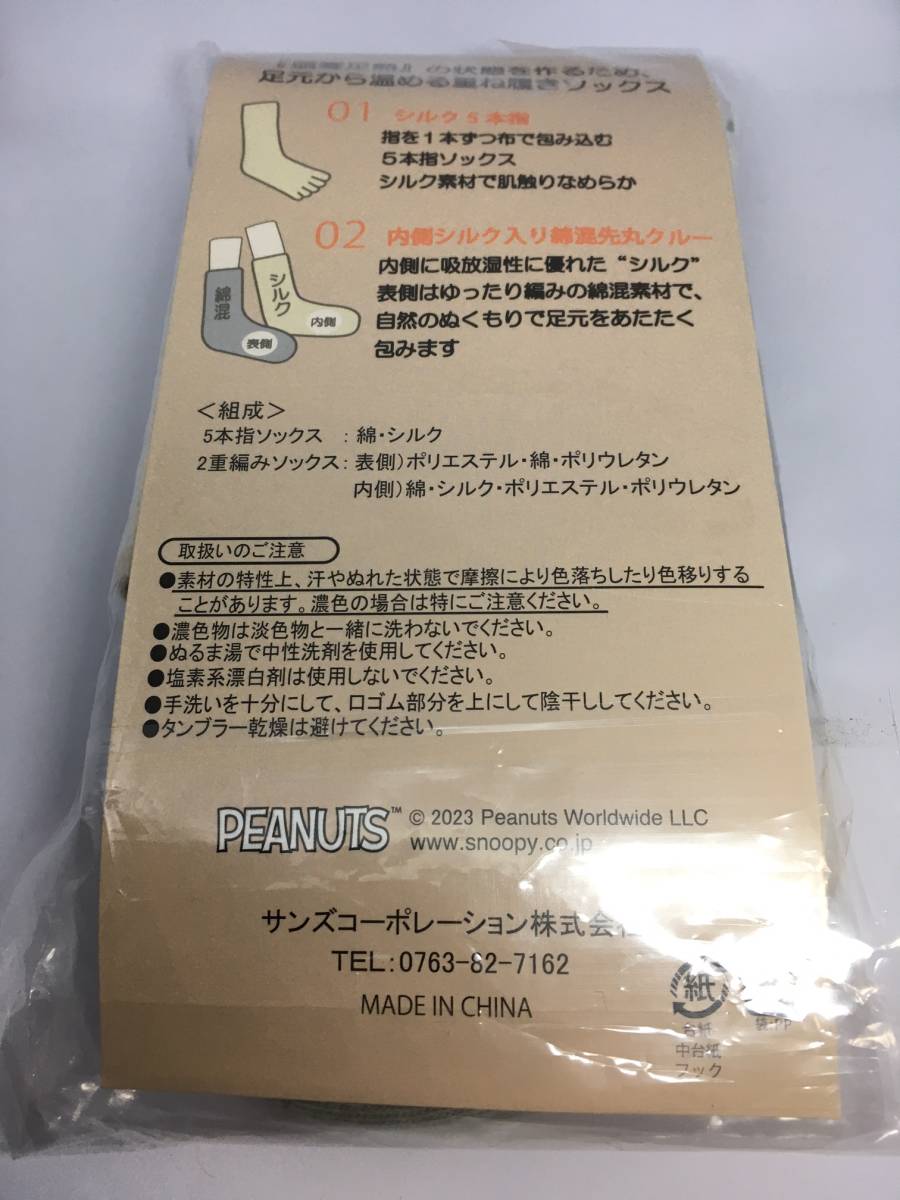 の状態を作るため、
足元から温める重ね履きソックス
01 シルク5本指
指を1本ずつ布で包み込む
5本指ソックス
シルク素材で肌触りなめらか
02 内側シルク入り綿混先丸クルー
内側に吸放湿性に優れた“シルク”
表側はゆったり編みの綿混素材で、
自然のぬくもりで足元をあたたく
包みます
綿混
表側
シルク
内側
＜組成＞
5本指ソックス ：綿・シルク
2重編みソックス：表側）ポリエステル・綿・ポリウレタン
内側）綿・シルク・ポリエステル・ポリウレタン
取扱いのご注意
●素材の特性上、汗やぬれた状態で摩擦により色落ちしたり色移りする
ことがあります。濃色の場合は特にご注意ください。
●濃色物は淡色物と一緒に洗わないでください。
●ぬるま湯で中性洗剤を使用してください。
●塩素系漂白剤は使用しないでください。
●手洗いを十分にして、口ゴム部分を上にして陰干ししてください。
●タンブラー乾燥は避けてください。
PEANUTS™ © 2023 Peanuts Worldwide LLC
www.snoopy.co.jp
サンズコーポレーション株式会社
TEL:0763-82-7162
MADE IN CHINA
紙
台紙
中台紙
フック
袋:PP